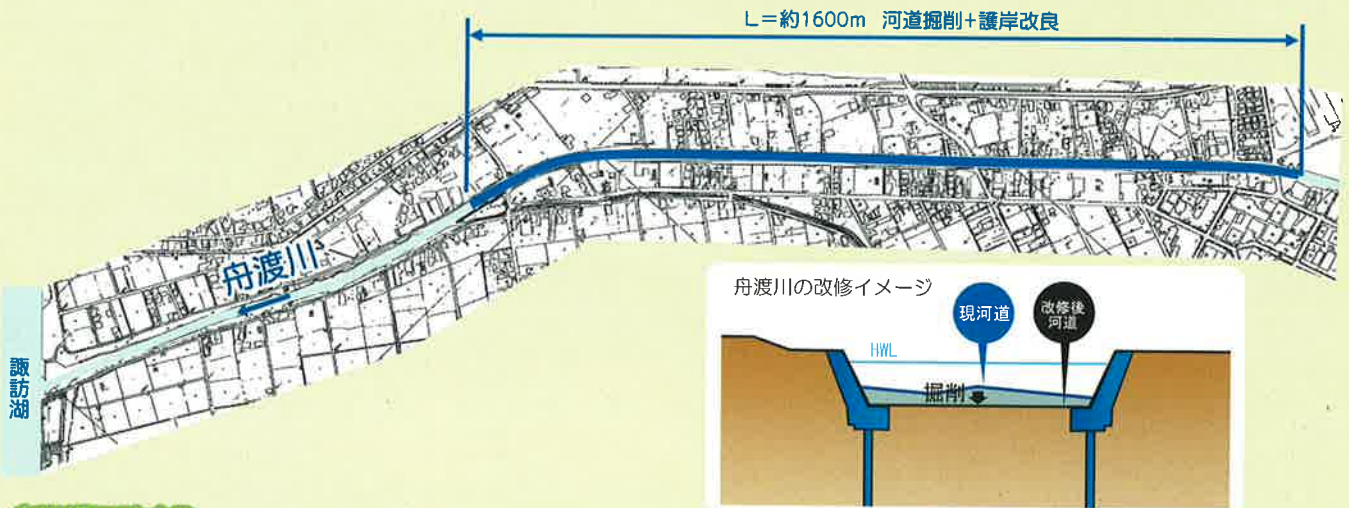 L=約1600m 河道掘削+護岸改良
舟渡川
諏訪湖
舟渡川の改修イメージ
現河道
改修後
河道
HWL
掘削